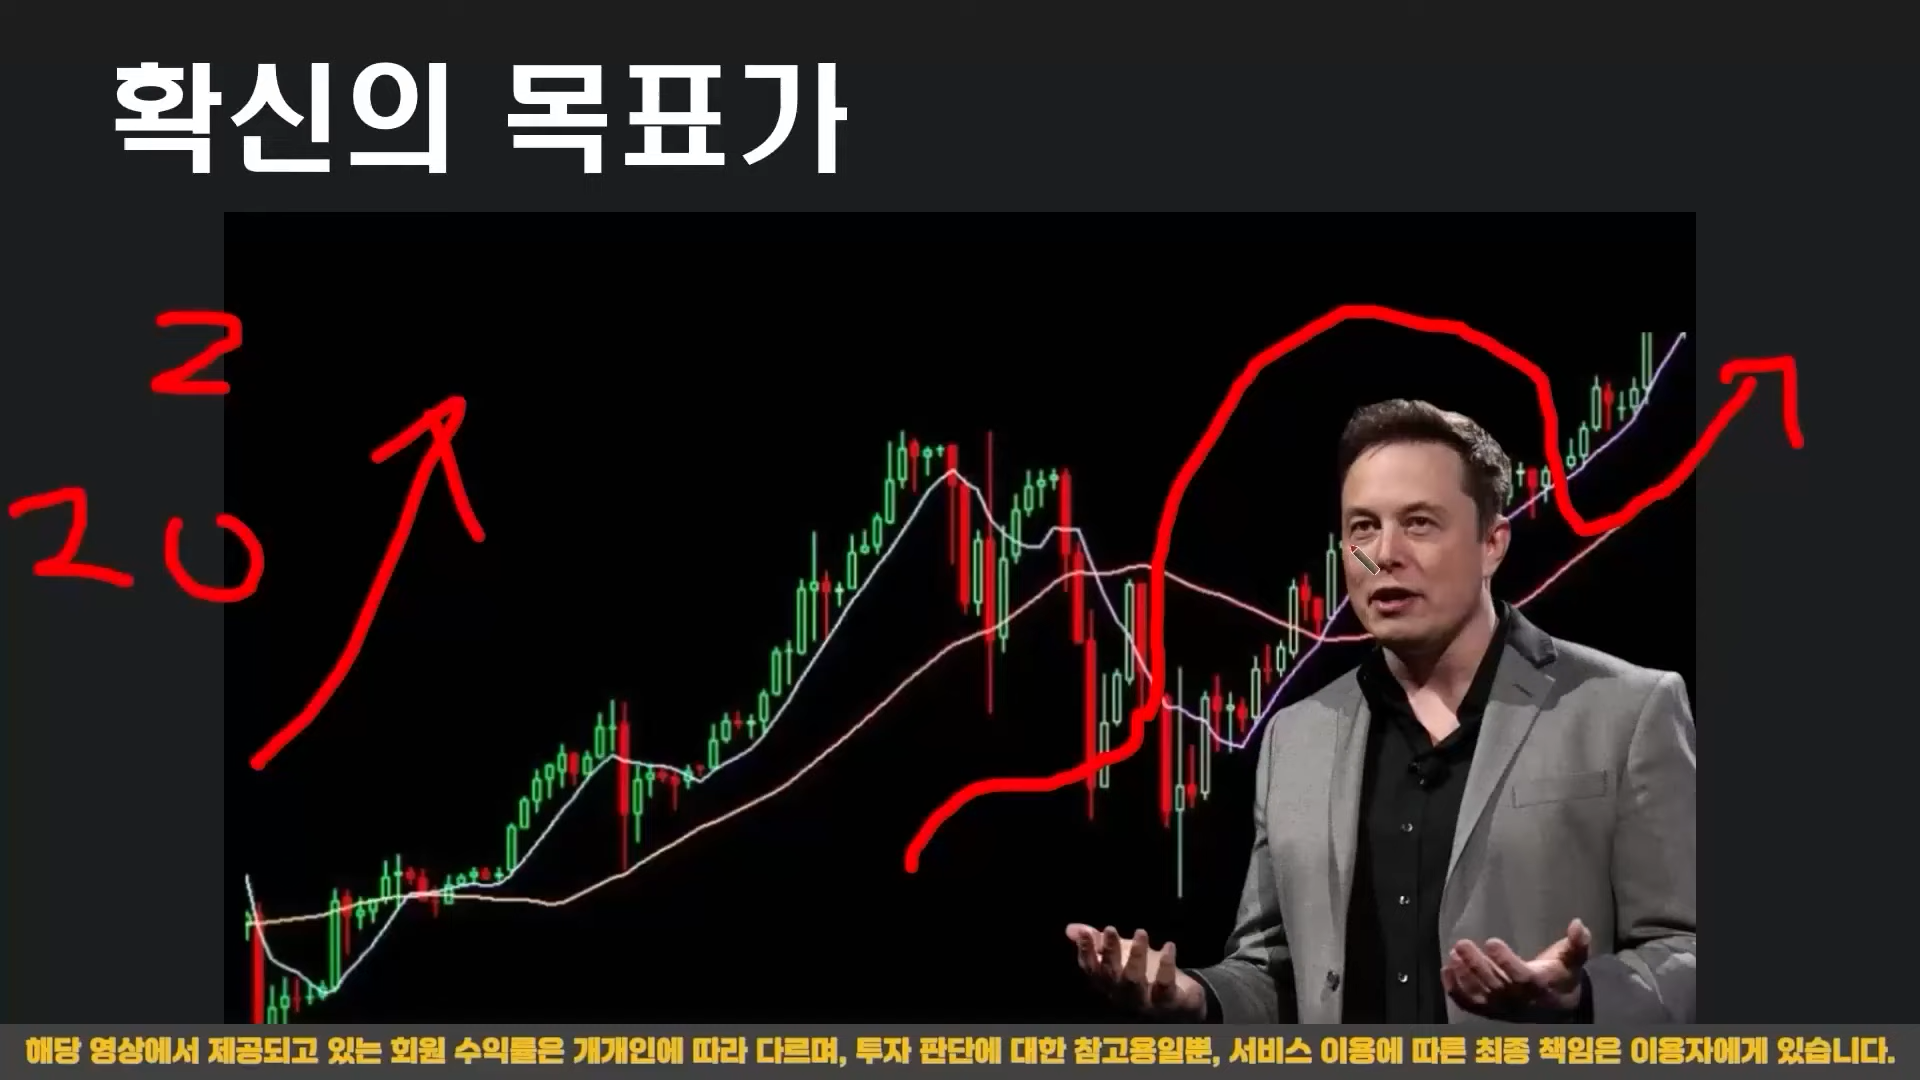 확신의 목표가
2
20
해당 영상에서 제공되고 있는 회원 수익률은 개개인에 따라 다르며, 투자 판단에 대한 참고용일뿐, 서비스 이용에 따른 최종 책임은 이용자에게 있습니다.